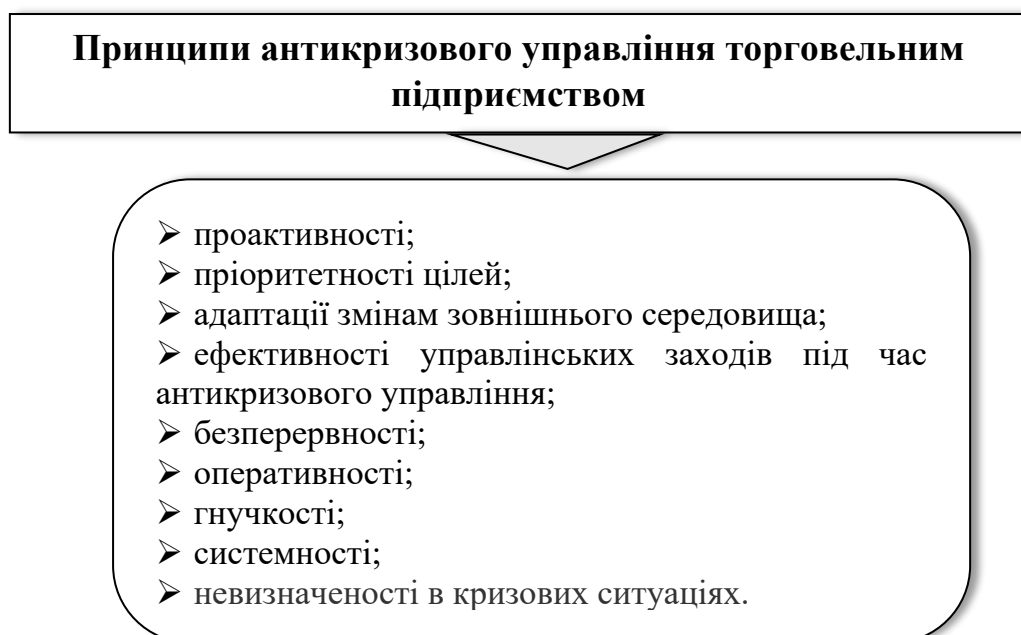 Принципи антикризового управління торговельним
підприємством
➢ проактивності;
➢ пріоритетності цілей;
➢ адаптації змінам зовнішнього середовища;
➢ ефективності управлінських заходів під час
антикризового управління;
➢ безперервності;
➢ оперативності;
➢ гнучкості;
➢ системності;
➢ невизначеності в кризових ситуаціях.